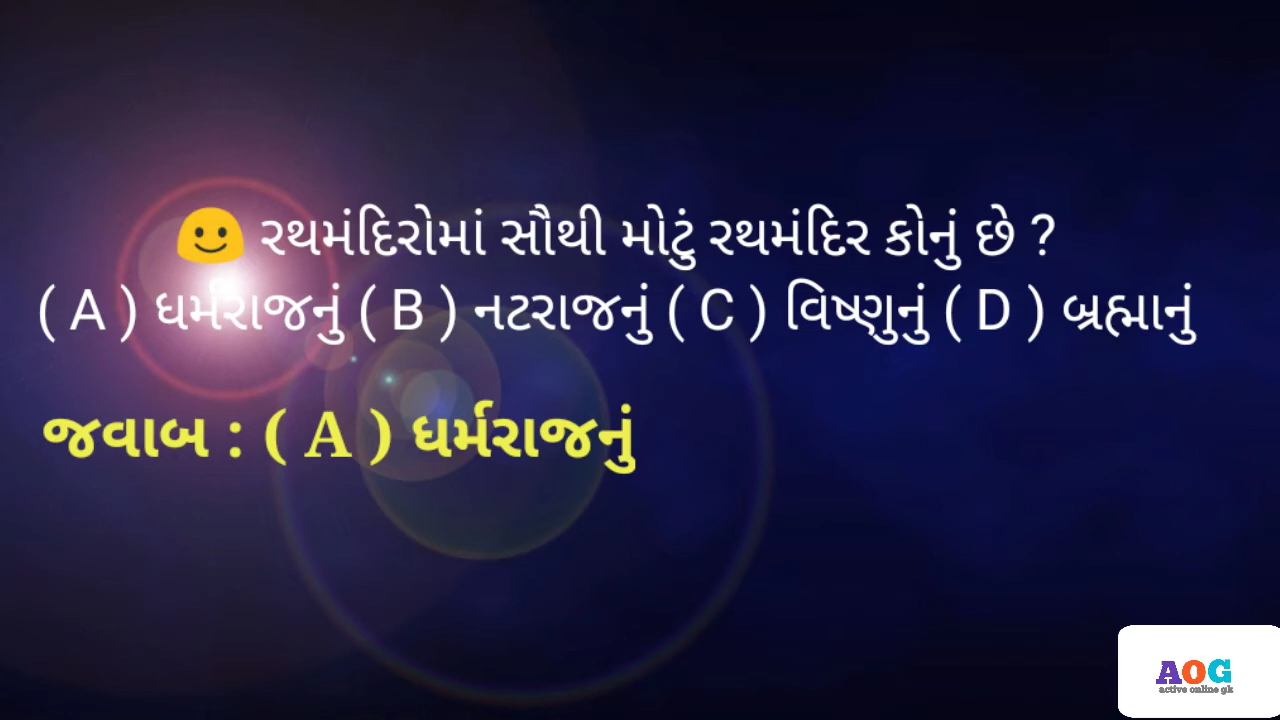 🙂 રથમંદિરોમાં સૌથી મોટું રથમંદિર કોનું છે ?
( A ) ધર્મરાજનું ( B ) નટરાજનું ( C ) વિષ્ણુનું ( D ) બ્રહ્માનું
જવાબ : ( A ) ધર્મરાજનું
AOG
active online gk